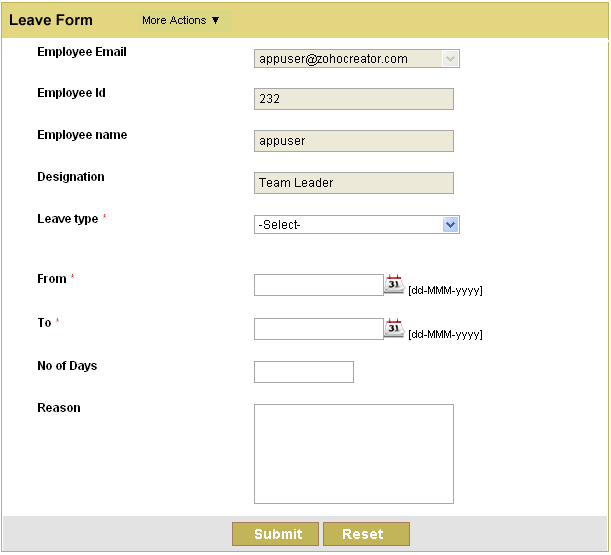 Leave Form More Actions ▼
Employee Email appuser@zohocreator.com
Employee Id 232
Employee name appuser
Designation Team Leader
Leave type * -Select-
From * 31 [dd-MMM-yyyy]
To * 31 [dd-MMM-yyyy]
No of Days
Reason
Submit Reset